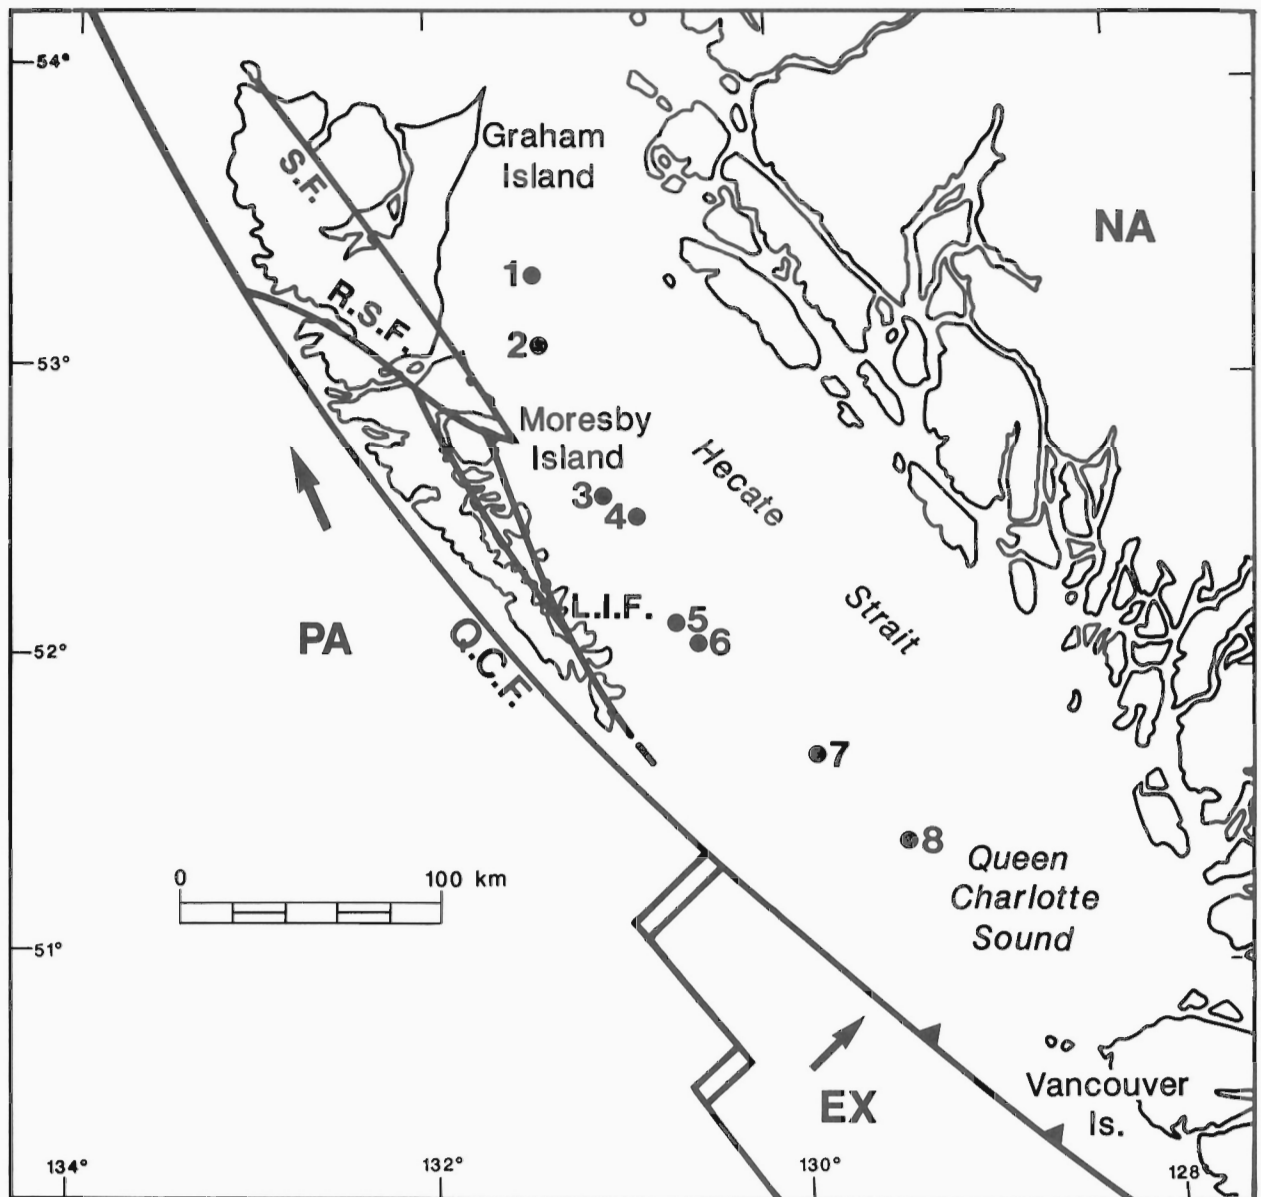 54°
Graham
Island
S.F.
NA
1
R.S.F.
2
53°
Moresby
Island
Hecate
3
4
L.I.F.
5
6
Strait
PA
52°
Q.C.F.
7
8
Queen
Charlotte
Sound
0 100 km
51°
EX
Vancouver
Is.
134° 132° 130° 128°